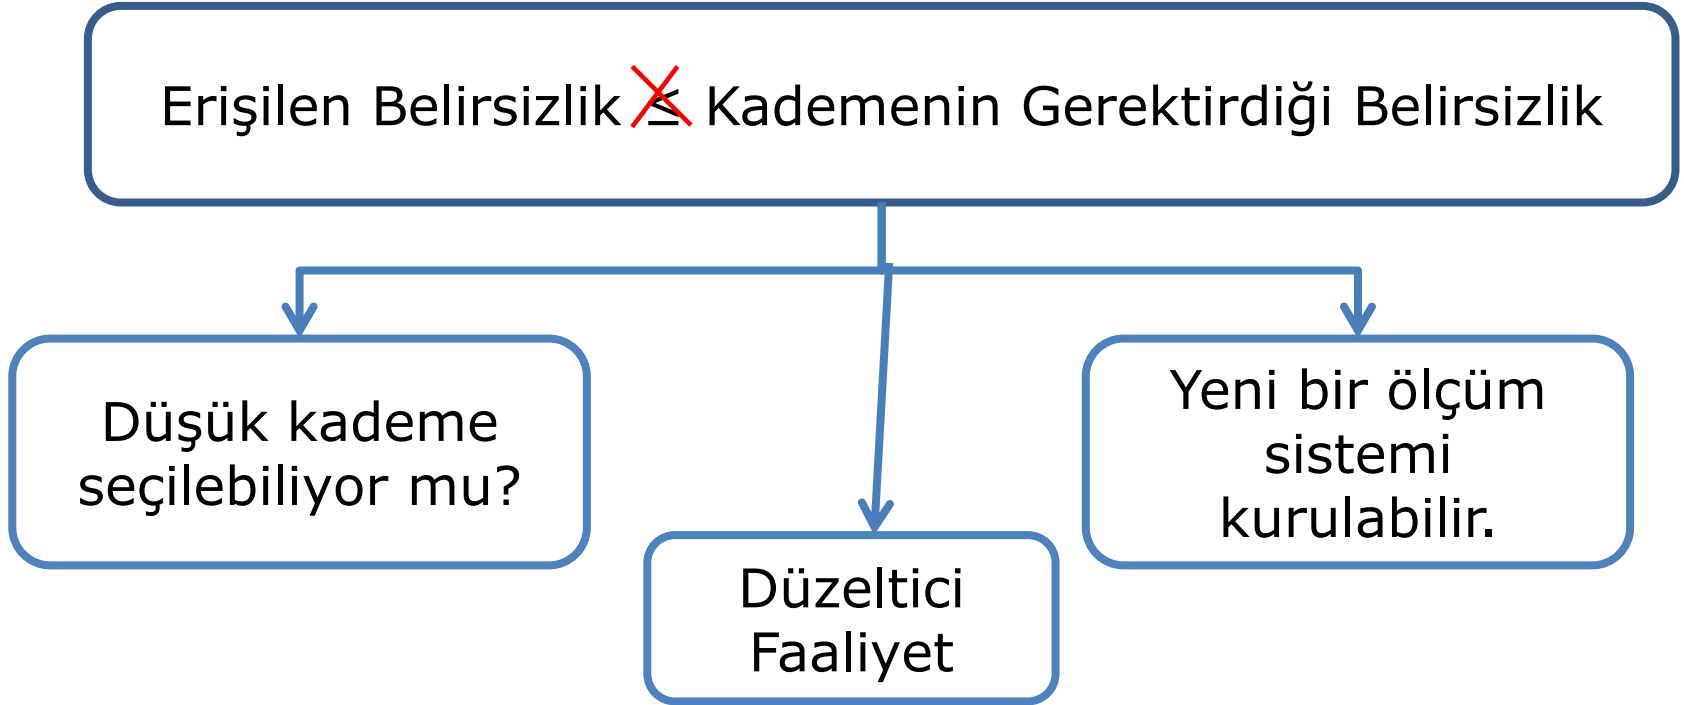 Erişilen Belirsizlik ≤ Kademenin Gerektirdiği Belirsizlik
Düşük kademe
seçilebiliyor mu?
Düzeltici
Faaliyet
Yeni bir ölçüm
sistemi
kurulabilir.